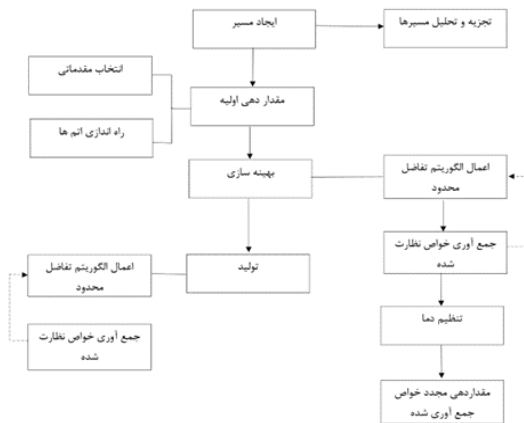 ایجاد مسیر
تجزیه و تحلیل مسیرها
انتخاب مقدماتی
مقدار دهی اولیه
راه اندازی اتم ها
بهینه سازی
اعمال الگوریتم تفاضل
محدود
جمع آوری خواص نظارت
شده
تولید
اعمال الگوریتم تفاضل
محدود
تنظیم دما
جمع آوری خواص نظارت
شده
مقداردهی مجدد خواص
جمع آوری شده